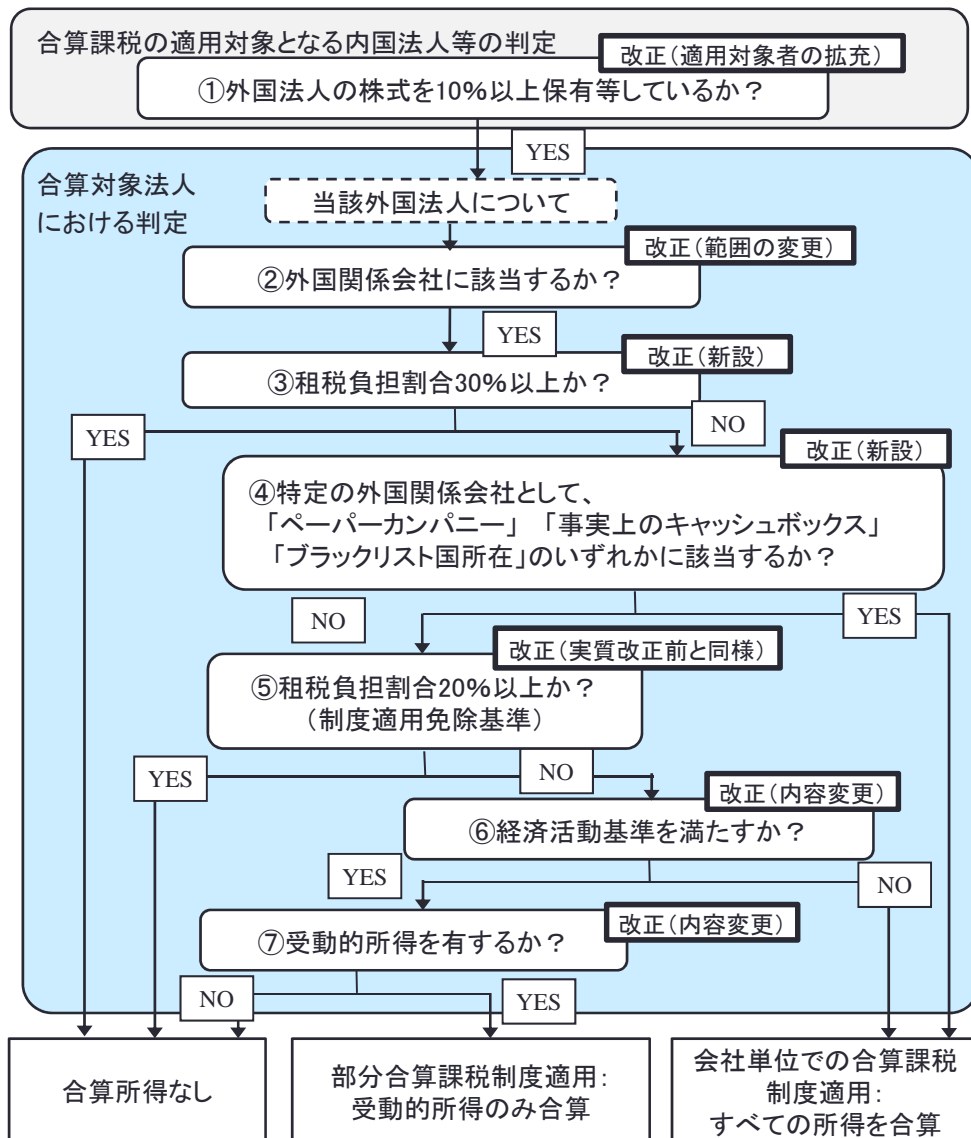 合算課税の適用対象となる内国法人等の判定
改正（適用対象者の拡充）
①外国法人の株式を10％以上保有等しているか？
YES
合算対象法人
における判定
当該外国法人について
改正（範囲の変更）
②外国関係会社に該当するか？
YES
改正（新設）
③租税負担割合30％以上か？
YES
NO
改正（新設）
④特定の外国関係会社として、
「ペーパーカンパニー」　「事実上のキャッシュボックス」
「ブラックリスト国所在」のいずれかに該当するか？
NO
YES
改正（実質改正前と同様）
⑤租税負担割合20％以上か？
（制度適用免除基準）
YES
NO
改正（内容変更）
⑥経済活動基準を満たすか？
YES
NO
改正（内容変更）
⑦受動的所得を有するか？
NO
YES
合算所得なし
部分合算課税制度適用：
受動的所得のみ合算
会社単位での合算課税
制度適用：
すべての所得を合算